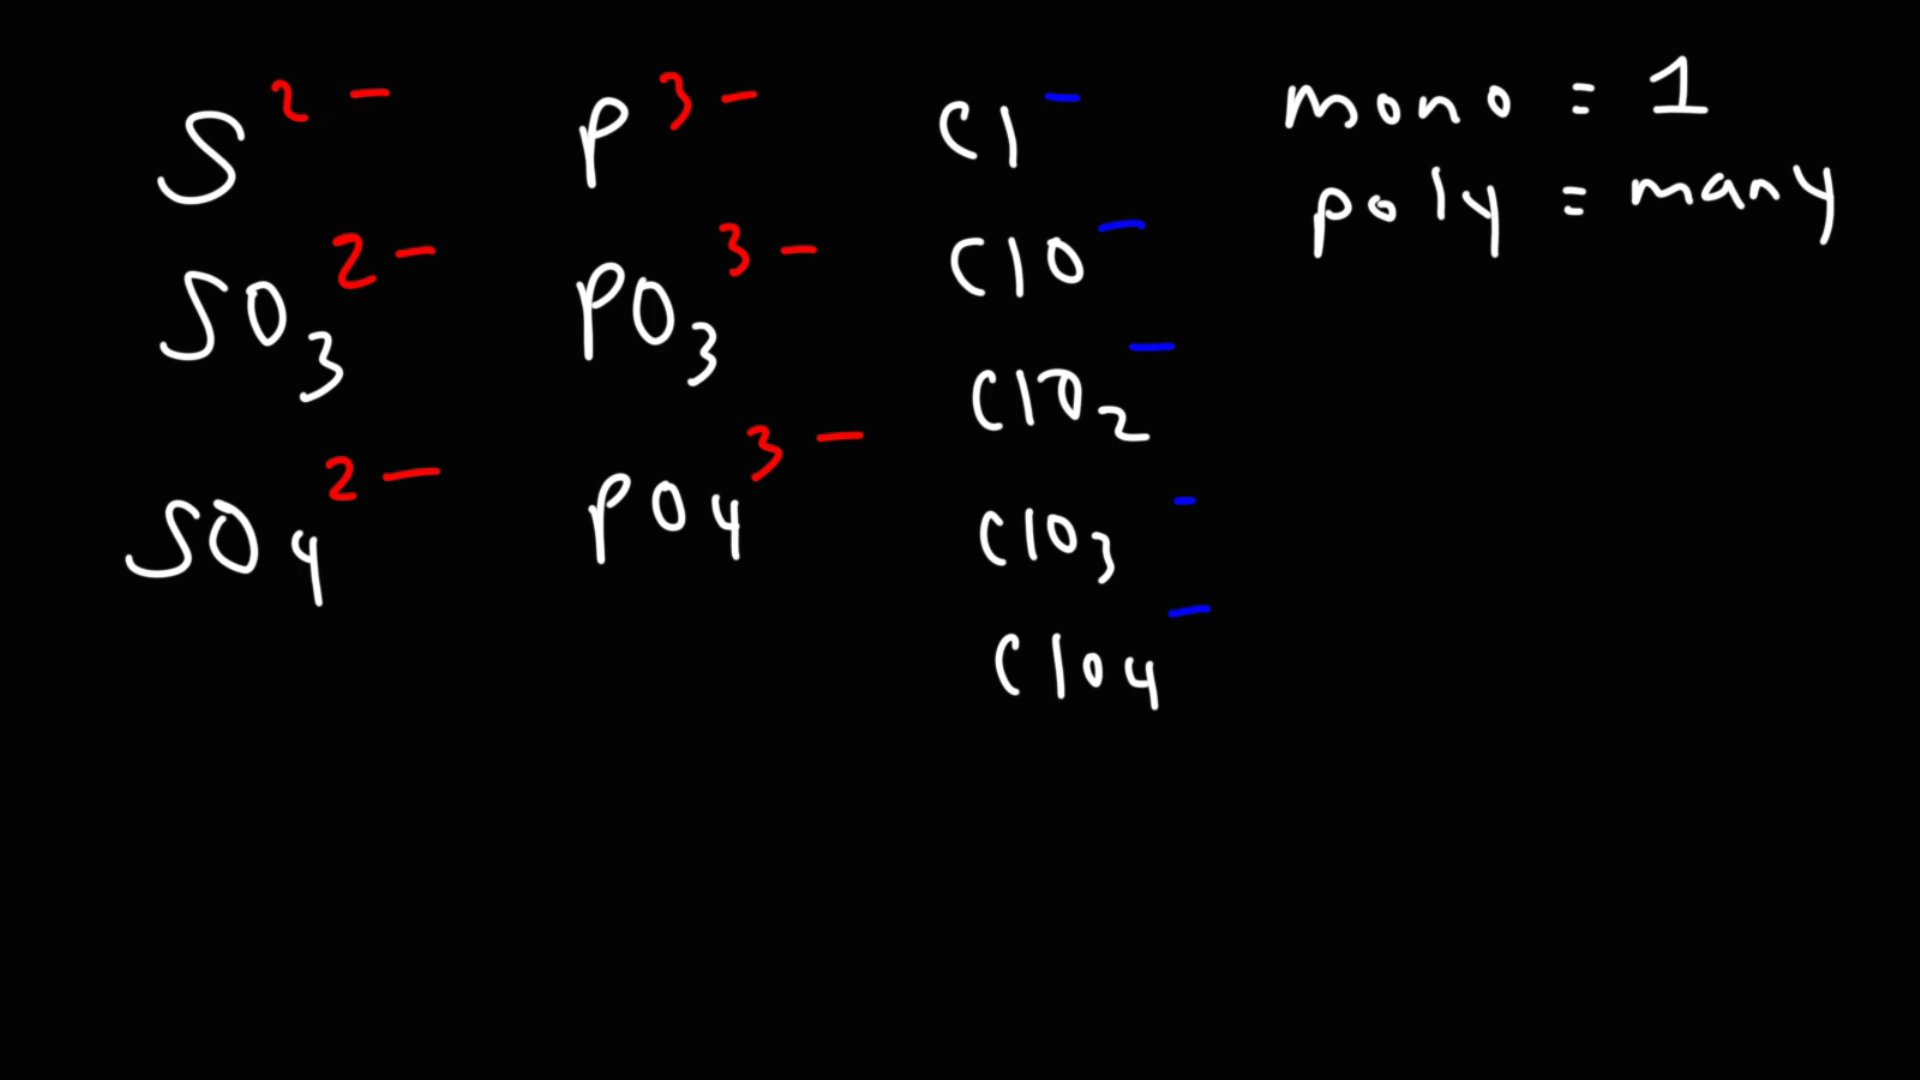 S²⁻ P³⁻ Cl⁻ mono = 1
poly = many
SO₃²⁻ PO₃³⁻ ClO⁻
ClO₂⁻
SO₄²⁻ PO₄³⁻ ClO₃⁻
ClO₄⁻